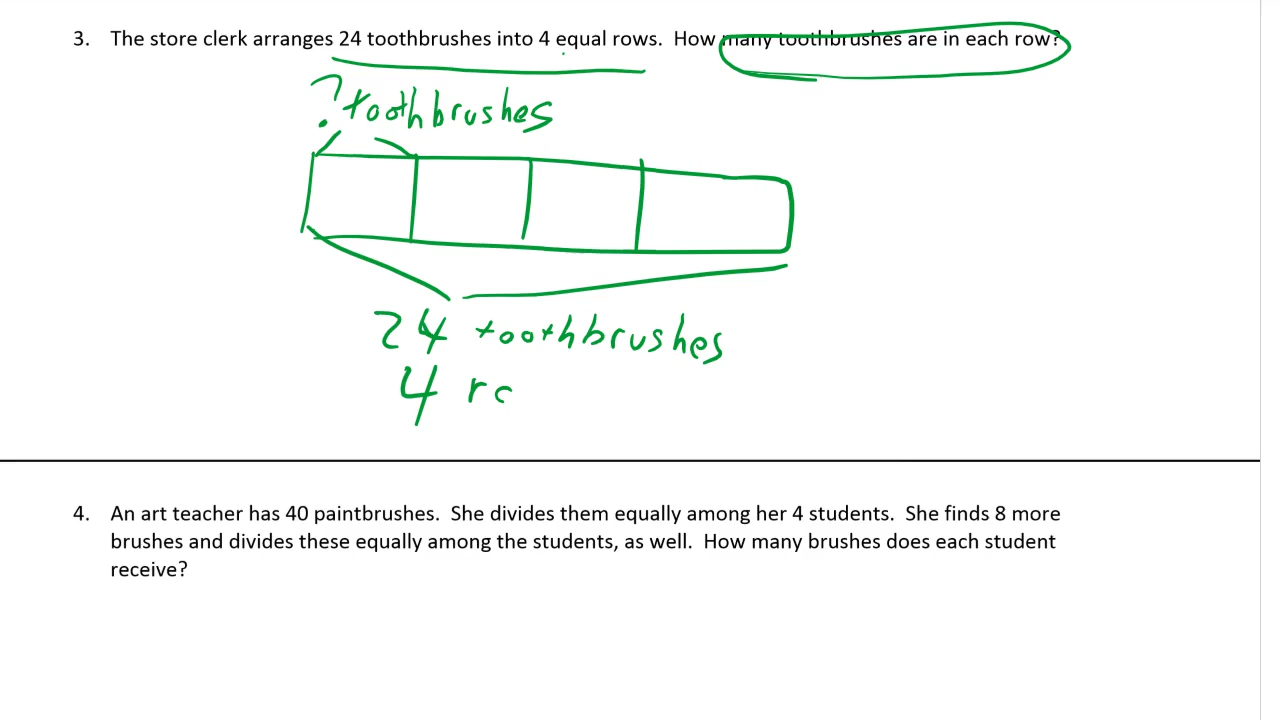 3. The store clerk arranges 24 toothbrushes into 4 equal rows. How many toothbrushes are in each row?
? toothbrushes
24 toothbrushes
4 ro
4. An art teacher has 40 paintbrushes. She divides them equally among her 4 students. She finds 8 more
brushes and divides these equally among the students, as well. How many brushes does each student
receive?